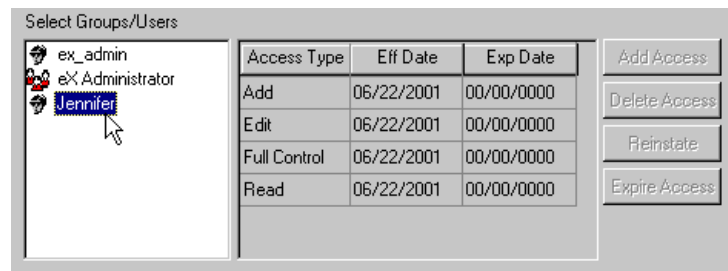 Select Groups/Users
ex_admin
eX Administrator
Jennifer
Access Type Eff Date Exp Date
Add 06/22/2001 00/00/0000
Edit 06/22/2001 00/00/0000
Full Control 06/22/2001 00/00/0000
Read 06/22/2001 00/00/0000
Add Access
Delete Access
Reinstate
Expire Access